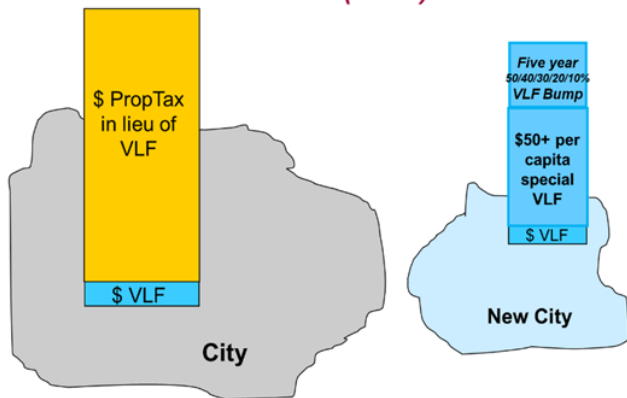 $ PropTax
in lieu of
VLF
$ VLF
City
Five year
50/40/30/20/10%
VLF Bump
$50+ per
capita
special
VLF
$ VLF
New City